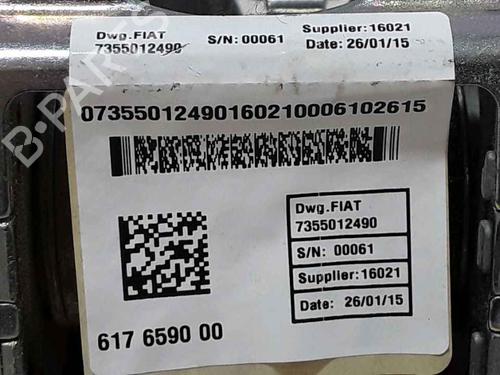 Dwg.FIAT S/N: 00061 Supplier:16021
7355012490 Date: 26/01/15
07355012490160210006102615
Dwg.FIAT
7355012490
S/N: 00061
Supplier:16021
Date: 26/01/15
617 6590 00
B-PARTS